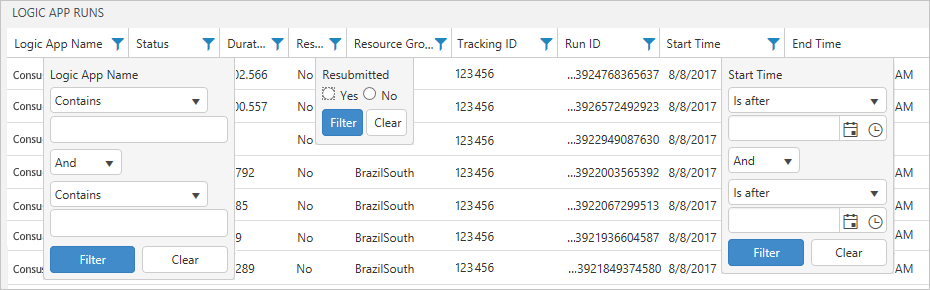 LOGIC APP RUNS
Logic App Name Status Durat... Res... Resource Gro... Tracking ID Run ID Start Time End Time
Consu 02.566 No 123456 ...3924768365637 8/8/2017 AM
Logic App Name Resubmitted Start Time
Contains Yes No Is after
Consu 00.557 No 123456 ...3926572492923 8/8/2017 AM
Filter Clear
Consu No 123456 ...3922949087630 8/8/2017
And And
Consu 792 No BrazilSouth 123456 ...3922003565392 8/8/2017 AM
Contains Is after
Consu 85 No BrazilSouth 123456 ...3922067299513 8/8/2017 AM
Consu 59 No BrazilSouth 123456 ...3921936604587 8/8/2017 AM
Filter Clear Filter Clear
Consu 289 No BrazilSouth 123456 ...3921849374580 8/8/2017 AM